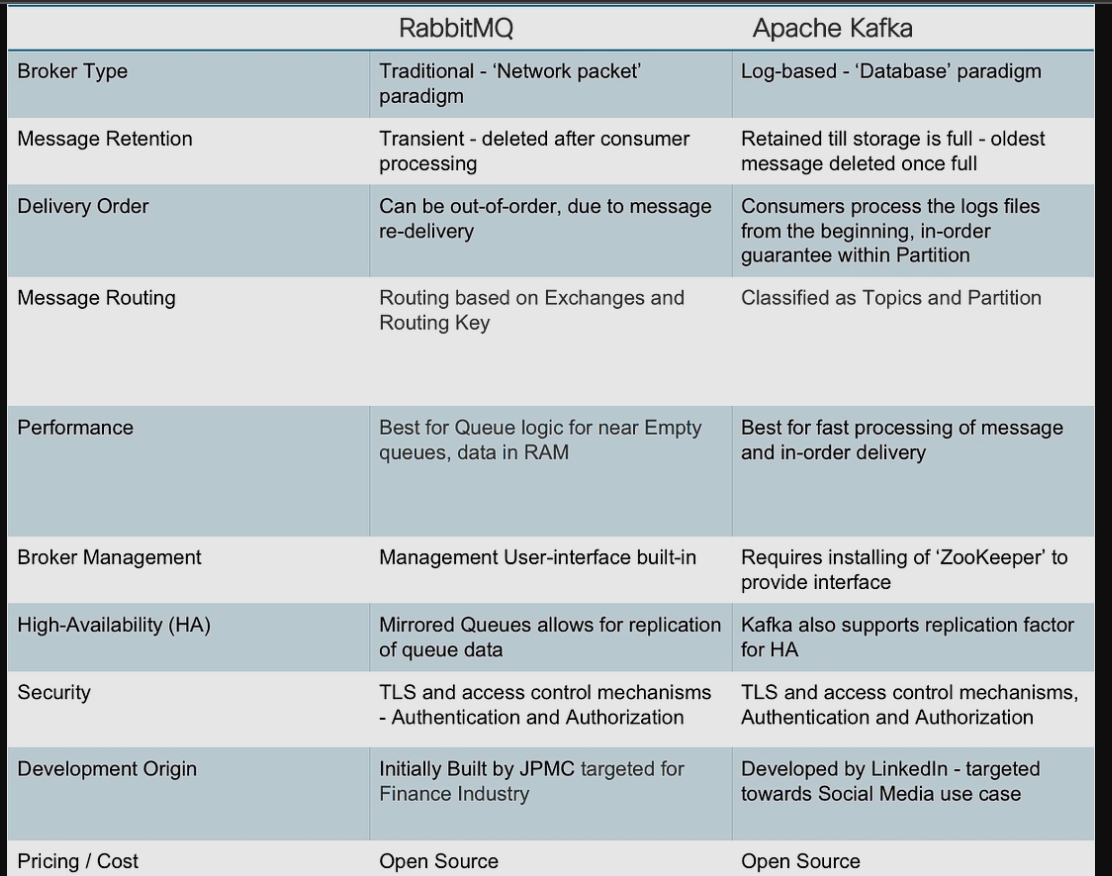 RabbitMQ Apache Kafka
Broker Type Traditional - ‘Network packet’ Log-based - ‘Database’ paradigm
paradigm
Message Retention Transient - deleted after consumer Retained till storage is full - oldest
processing message deleted once full
Delivery Order Can be out-of-order, due to message Consumers process the logs files
re-delivery from the beginning, in-order
guarantee within Partition
Message Routing Routing based on Exchanges and Classified as Topics and Partition
Routing Key
Performance Best for Queue logic for near Empty Best for fast processing of message
queues, data in RAM and in-order delivery
Broker Management Management User-interface built-in Requires installing of ‘ZooKeeper’ to
provide interface
High-Availability (HA) Mirrored Queues allows for replication Kafka also supports replication factor
of queue data for HA
Security TLS and access control mechanisms TLS and access control mechanisms,
- Authentication and Authorization Authentication and Authorization
Development Origin Initially Built by JPMC targeted for Developed by LinkedIn - targeted
Finance Industry towards Social Media use case
Pricing / Cost Open Source Open Source